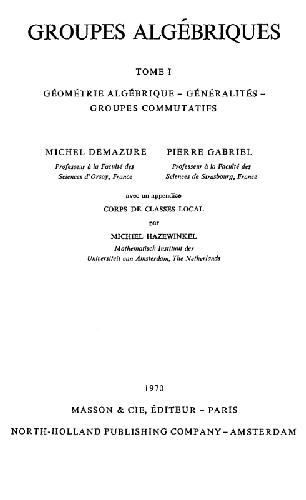 GROUPES ALGÉBRIQUES
TOME I
GÉOMÉTRIE ALGÉBRIQUE – GÉNÉRALITÉS –
GROUPES COMMUTATIFS
MICHEL DEMAZURE
Professeur à la Faculté des
Sciences d'Orsay, France
PIERRE GABRIEL
Professeur à la Faculté des
Sciences de Strasbourg, France
avec un appendice
CORPS DE CLASSES LOCAL
par
MICHIEL HAZEWINKEL
Mathematisch Instituut der
Universiteit van Amsterdam, The Netherlands
1970
MASSON & CIE, ÉDITEUR – PARIS
NORTH-HOLLAND PUBLISHING COMPANY – AMSTERDAM